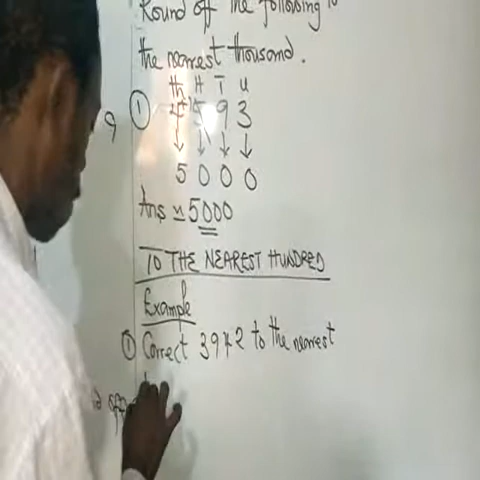 Round off the following to
the nearest thousand.
th H T U
① 4 5 9 3
5 0 0 0
Ans ≃ 5000
TO THE NEAREST HUNDRED
Example
① Correct 3942 to the nearest